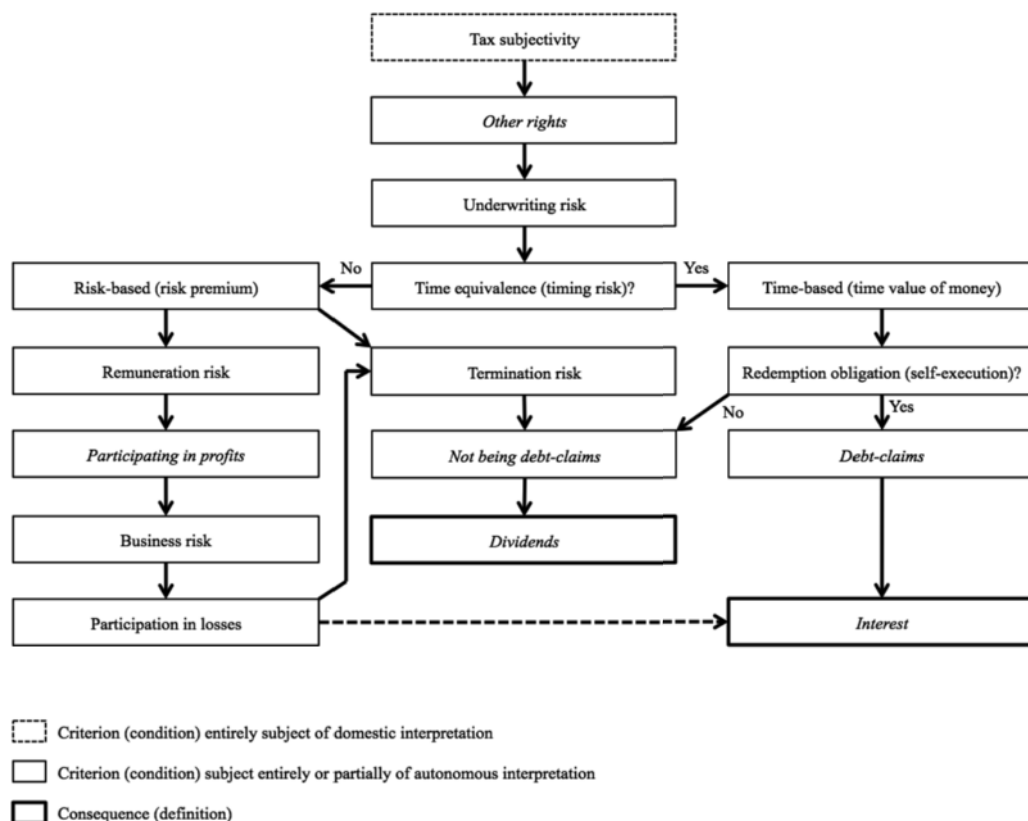 Tax subjectivity
Other rights
Underwriting risk
No
Yes
Risk-based (risk premium)
Time equivalence (timing risk)?
Time-based (time value of money)
Remuneration risk
Termination risk
Redemption obligation (self-execution)?
No
Yes
Participating in profits
Not being debt-claims
Debt-claims
Business risk
Dividends
Participation in losses
Interest
Criterion (condition) entirely subject of domestic interpretation
Criterion (condition) subject entirely or partially of autonomous interpretation
Consequence (definition)